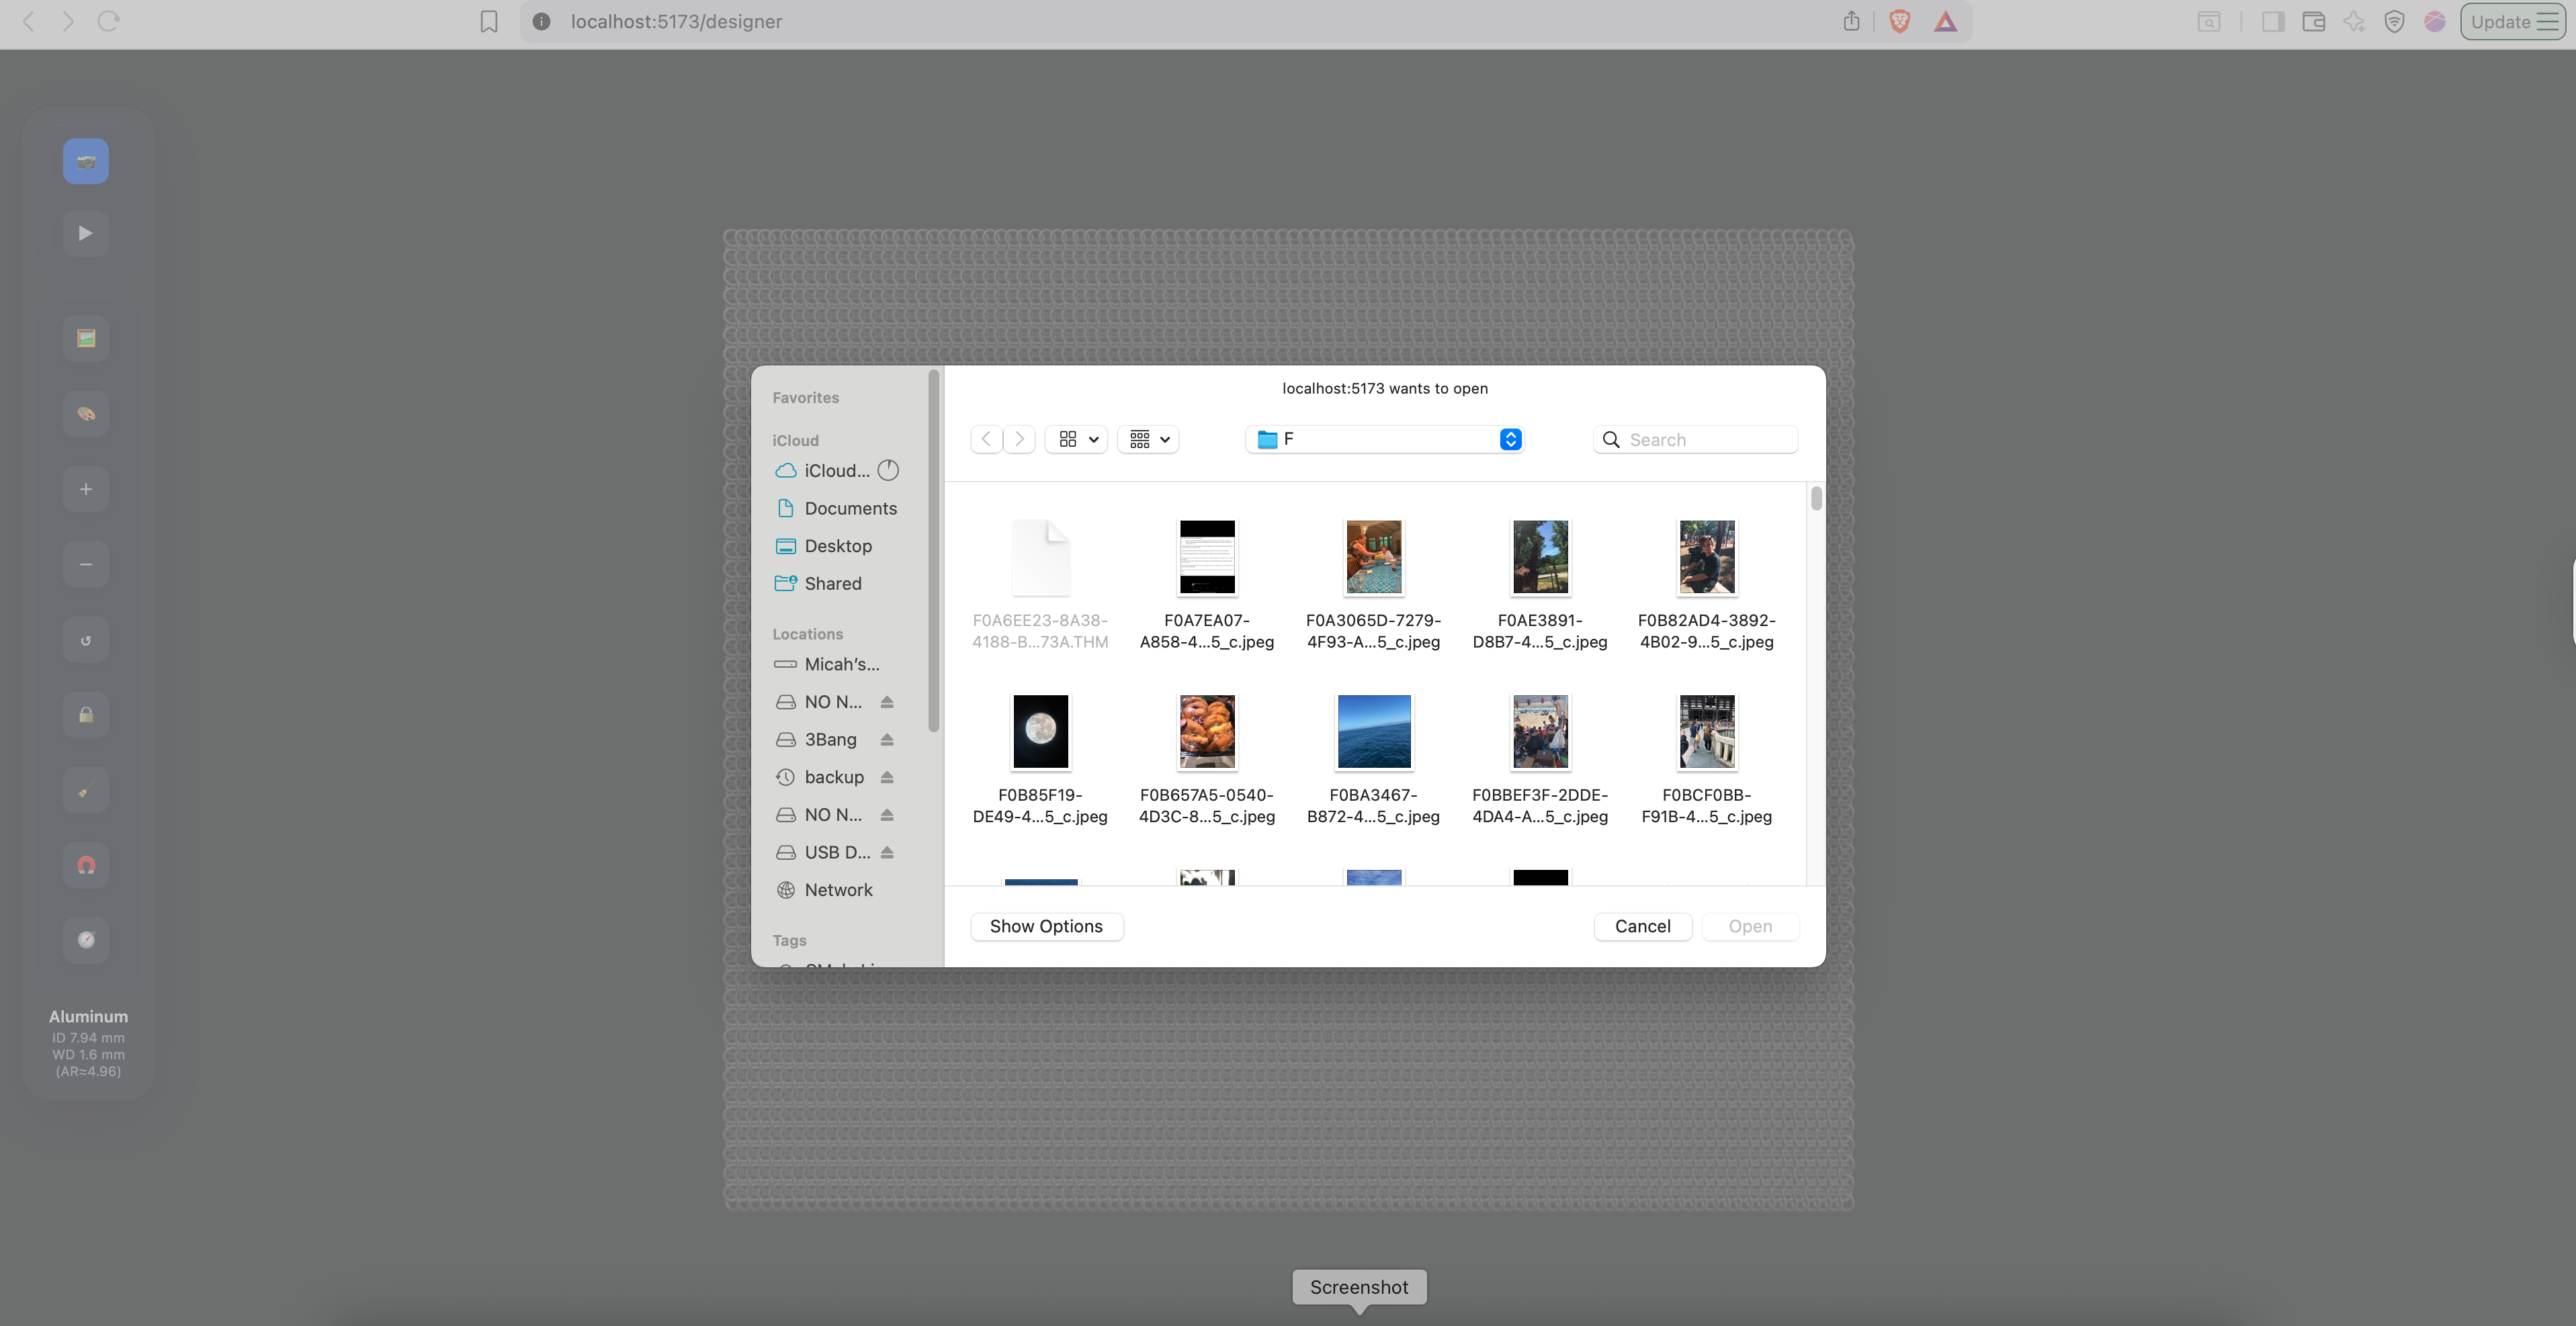 localhost:5173/designer
Update
localhost:5173 wants to open
Favorites
iCloud
iCloud...
Documents
Desktop
Shared
Locations
Micah's...
NO N...
3Bang
backup
NO N...
USB D...
Network
Tags
F
Search
F0A6EE23-8A38-
4188-B...73A.THM
F0A7EA07-
A858-4...5_c.jpeg
F0A3065D-7279-
4F93-A...5_c.jpeg
F0AE3891-
D8B7-4...5_c.jpeg
F0B82AD4-3892-
4B02-9...5_c.jpeg
F0B85F19-
DE49-4...5_c.jpeg
F0B657A5-0540-
4D3C-8...5_c.jpeg
F0BA3467-
B872-4...5_c.jpeg
F0BBEF3F-2DDE-
4DA4-A...5_c.jpeg
F0BCF0BB-
F91B-4...5_c.jpeg
Show Options
Cancel
Open
Aluminum
ID 7.94 mm
WD 1.6 mm
(AR≈4.96)
Screenshot